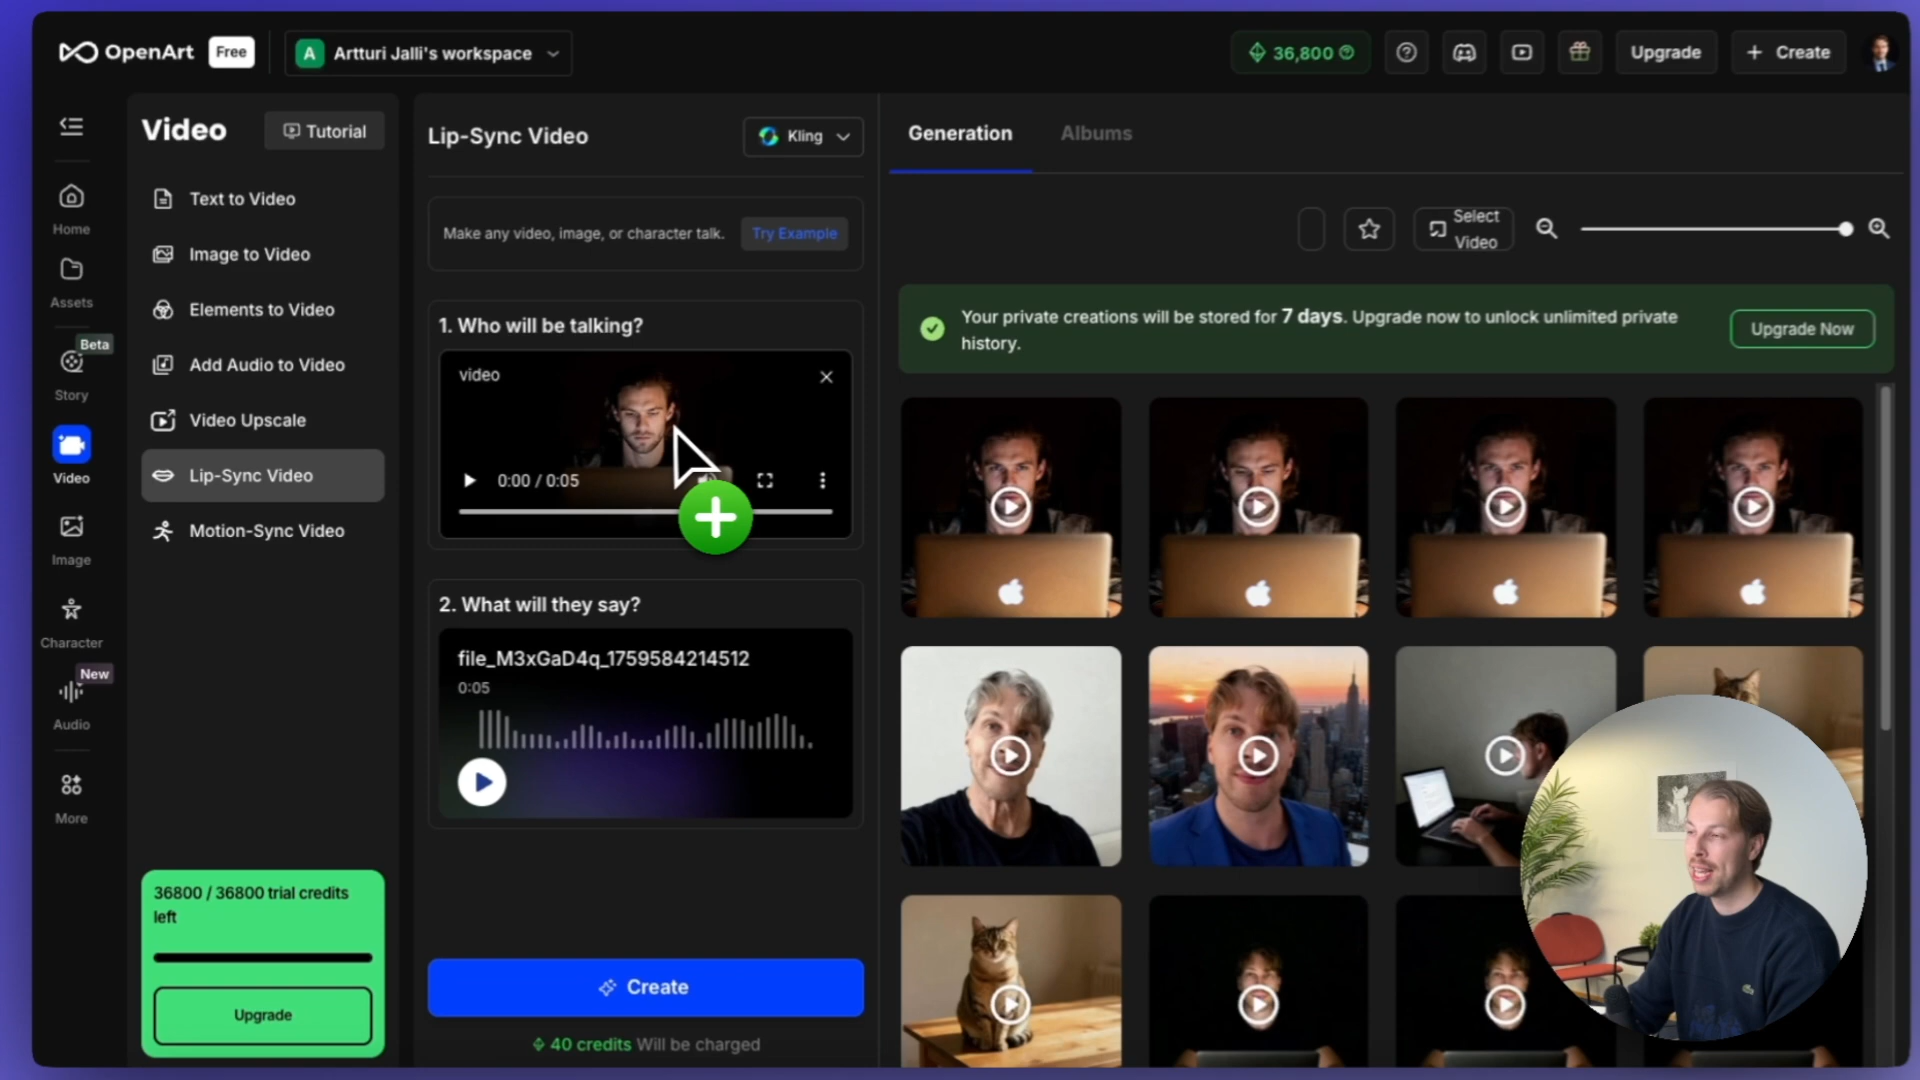 OpenArt
Free
A
Artturi Jalli's workspace
36,800
Upgrade
+ Create
Home
Assets
Beta
Story
Video
Image
Character
New
Audio
More
Video
Tutorial
Text to Video
Image to Video
Elements to Video
Add Audio to Video
Video Upscale
Lip-Sync Video
Motion-Sync Video
36800 / 36800 trial credits
left
Upgrade
Lip-Sync Video
Kling
Make any video, image, or character talk.
Try Example
1. Who will be talking?
video
0:00 / 0:05
2. What will they say?
file_M3xGaD4q_1759584214512
0:05
Create
40 credits Will be charged
Generation
Albums
Select
Video
Your private creations will be stored for 7 days. Upgrade now to unlock unlimited private
history.
Upgrade Now